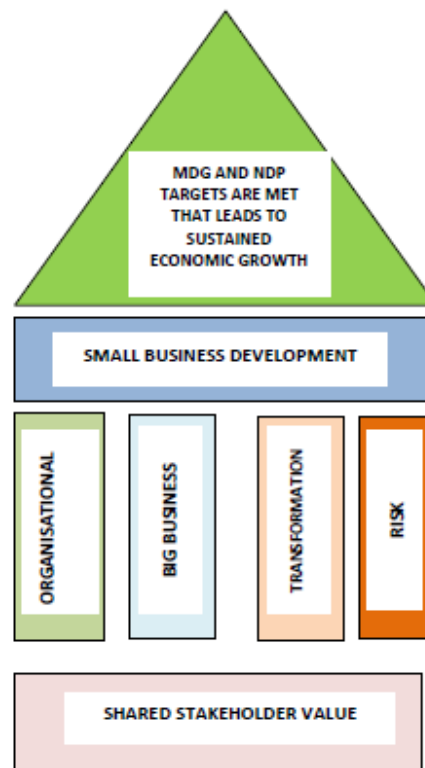 MDG AND NDP
TARGETS ARE MET
THAT LEADS TO
SUSTAINED
ECONOMIC GROWTH
SMALL BUSINESS DEVELOPMENT
ORGANISATIONAL
BIG BUSINESS
TRANSFORMATION
RISK
SHARED STAKEHOLDER VALUE